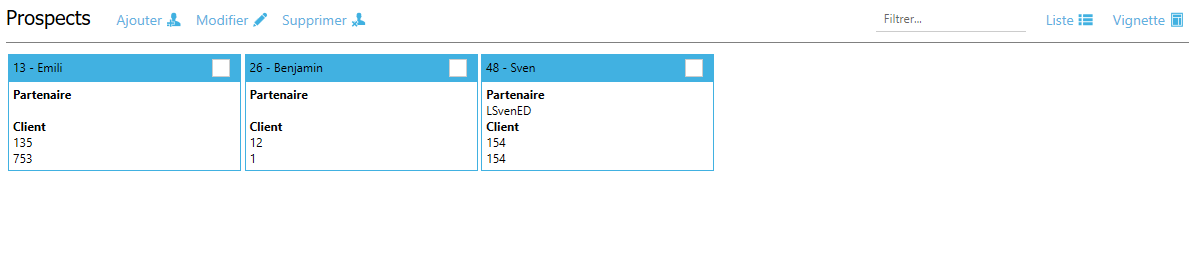 Prospects Ajouter Modifier Supprimer Filtrer... Liste Vignette
13 - Emili
Partenaire
Client
135
753
26 - Benjamin
Partenaire
Client
12
1
48 - Sven
Partenaire
LSvenED
Client
154
154